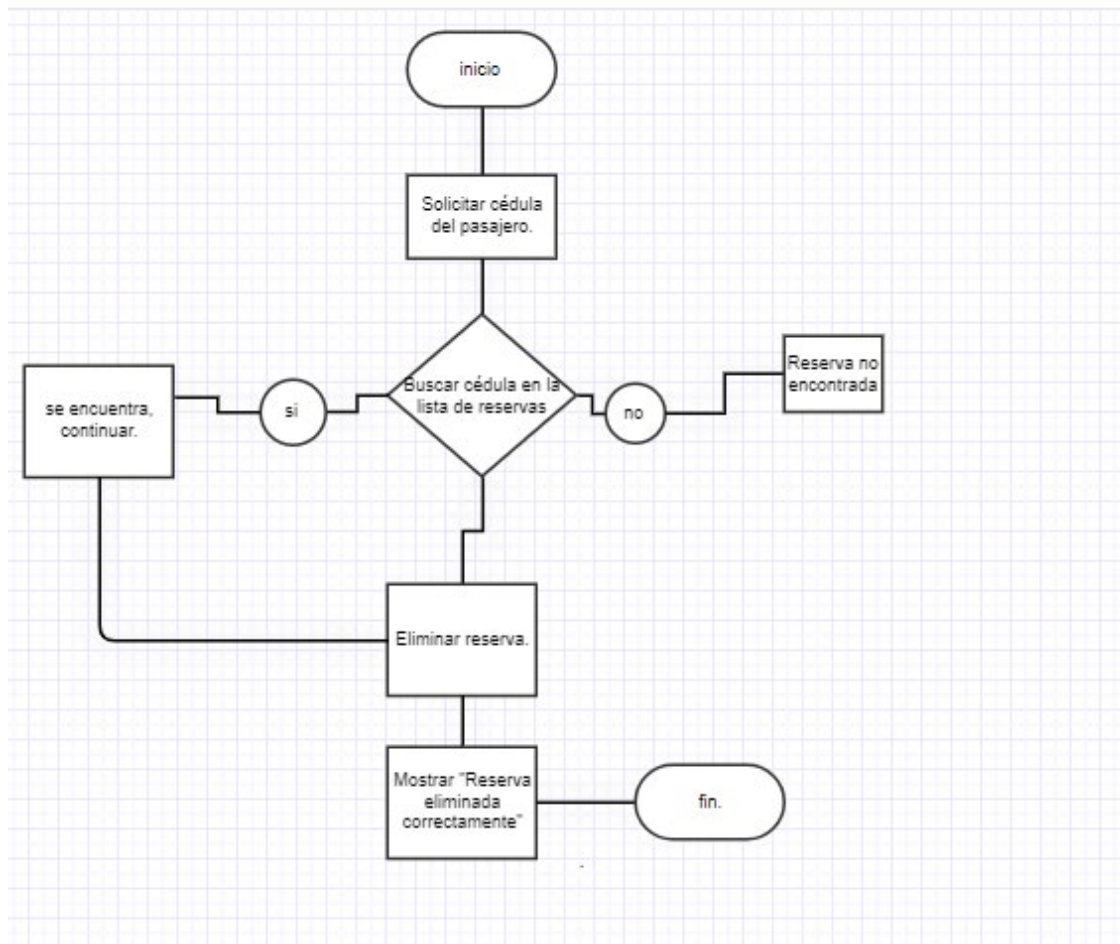 inicio
Solicitar cédula
del pasajero.
Buscar cédula en la
lista de reservas
si
se encuentra,
continuar.
no
Reserva no
encontrada
Eliminar reserva.
Mostrar "Reserva
eliminada
correctamente"
fin.